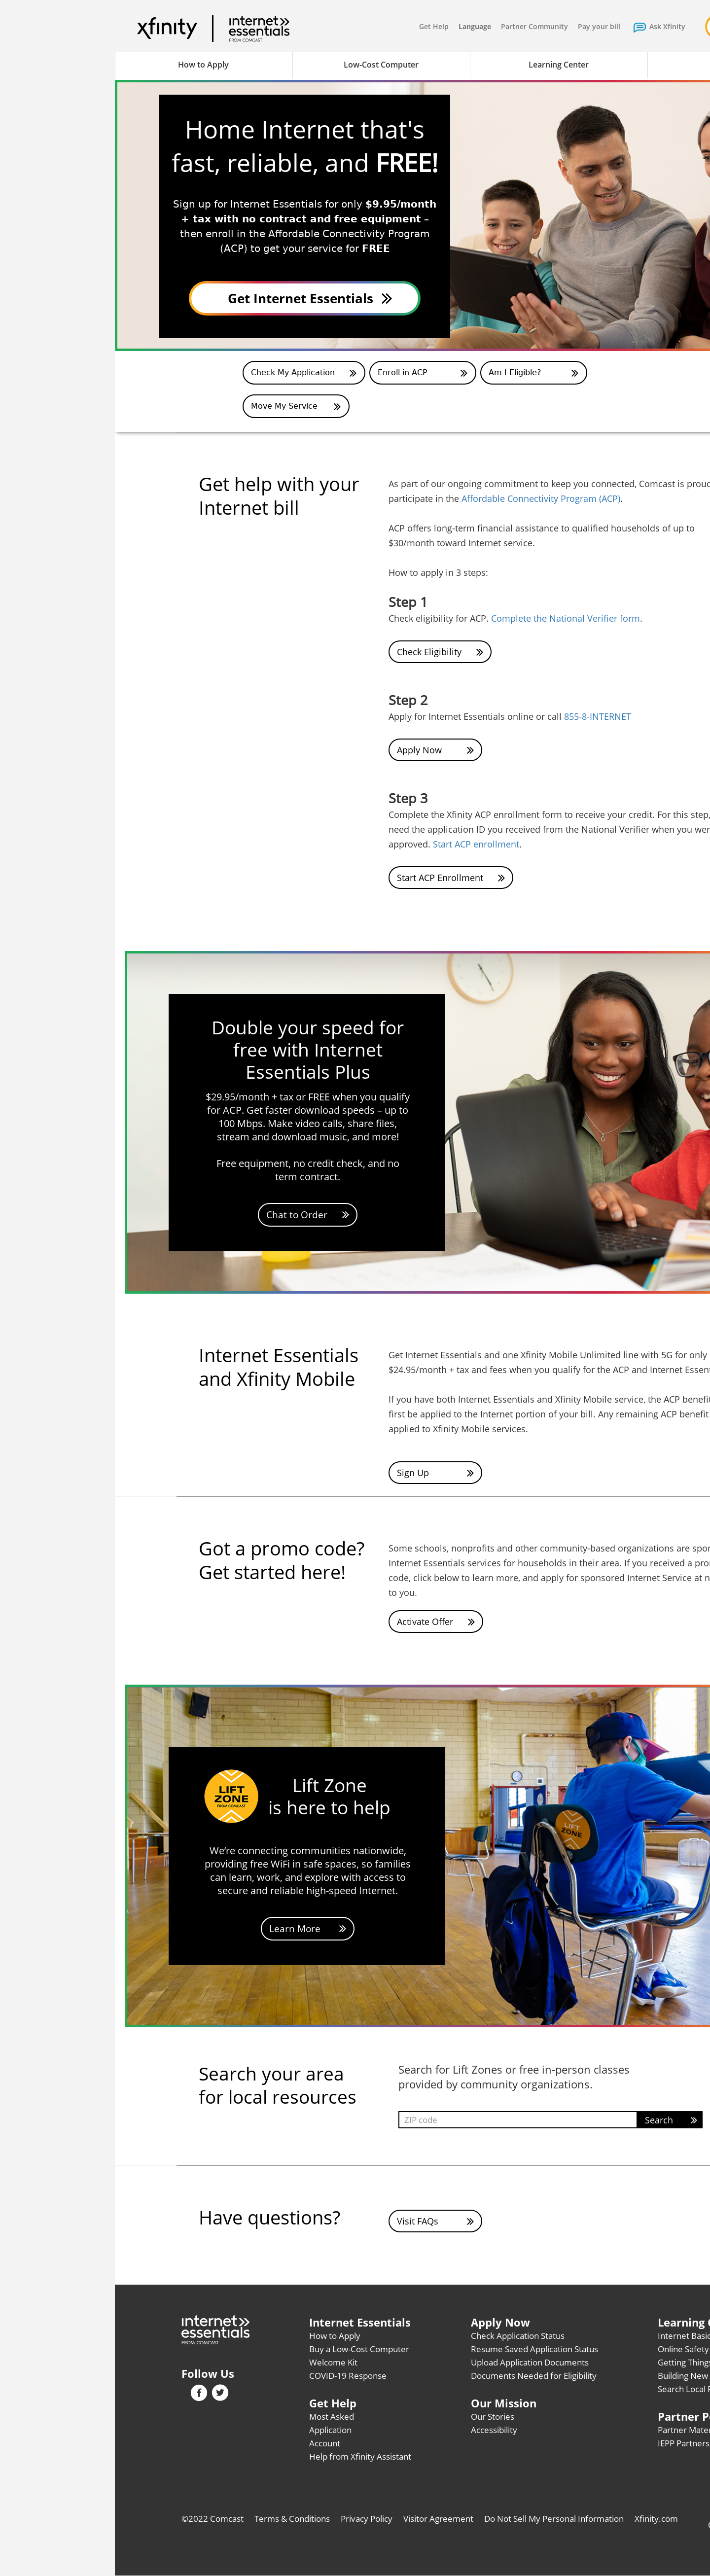 xfinity
internet essentials FROM COMCAST
Get Help Language Partner Community Pay your bill Ask Xfinity
How to Apply Low-Cost Computer Learning Center
Home Internet that's
fast, reliable, and FREE!
Sign up for Internet Essentials for only $9.95/month
+ tax with no contract and free equipment –
then enroll in the Affordable Connectivity Program
(ACP) to get your service for FREE
Get Internet Essentials
Check My Application Enroll in ACP Am I Eligible?
Move My Service
Get help with your
Internet bill
As part of our ongoing commitment to keep you connected, Comcast is
participate in the Affordable Connectivity Program (ACP).
ACP offers long-term financial assistance to qualified households of up to
$30/month toward Internet service.
How to apply in 3 steps:
Step 1
Check eligibility for ACP. Complete the National Verifier form.
Check Eligibility
Step 2
Apply for Internet Essentials online or call 855-8-INTERNET
Apply Now
Step 3
Complete the Xfinity ACP enrollment form to receive your credit. For this step,
need the application ID you received from the National Verifier when you
approved. Start ACP enrollment.
Start ACP Enrollment
Double your speed for
free with Internet
Essentials Plus
$29.95/month + tax or FREE when you qualify
for ACP. Get faster download speeds – up to
100 Mbps. Make video calls, share files,
stream and download music, and more!
Free equipment, no credit check, and no
term contract.
Chat to Order
Internet Essentials
and Xfinity Mobile
Get Internet Essentials and one Xfinity Mobile Unlimited line with 5G for only
$24.95/month + tax and fees when you qualify for the ACP and Internet
If you have both Internet Essentials and Xfinity Mobile service, the ACP
first be applied to the Internet portion of your bill. Any remaining ACP benefit
applied to Xfinity Mobile services.
Sign Up
Got a promo code?
Get started here!
Some schools, nonprofits and other community-based organizations are
Internet Essentials services for households in their area. If you received a
code, click below to learn more, and apply for sponsored Internet Service at
to you.
Activate Offer
LIFT ZONE FROM COMCAST
Lift Zone
is here to help
We're connecting communities nationwide,
providing free WiFi in safe spaces, so families
can learn, work, and explore with access to
secure and reliable high-speed Internet.
Learn More
LIFT ZONE
Search your area
for local resources
Search for Lift Zones or free in-person classes
provided by community organizations.
ZIP code Search
Have questions?
Visit FAQs
internet essentials FROM COMCAST
Follow Us
Internet Essentials
How to Apply
Buy a Low-Cost Computer
Welcome Kit
COVID-19 Response
Get Help
Most Asked
Application
Account
Help from Xfinity Assistant
Apply Now
Check Application Status
Resume Saved Application Status
Upload Application Documents
Documents Needed for Eligibility
Our Mission
Our Stories
Accessibility
Learning
Internet
Online Safety
Getting
Building New
Search Local
Partner
Partner
IEPP Partners
©2022 Comcast Terms & Conditions Privacy Policy Visitor Agreement Do Not Sell My Personal Information Xfinity.com